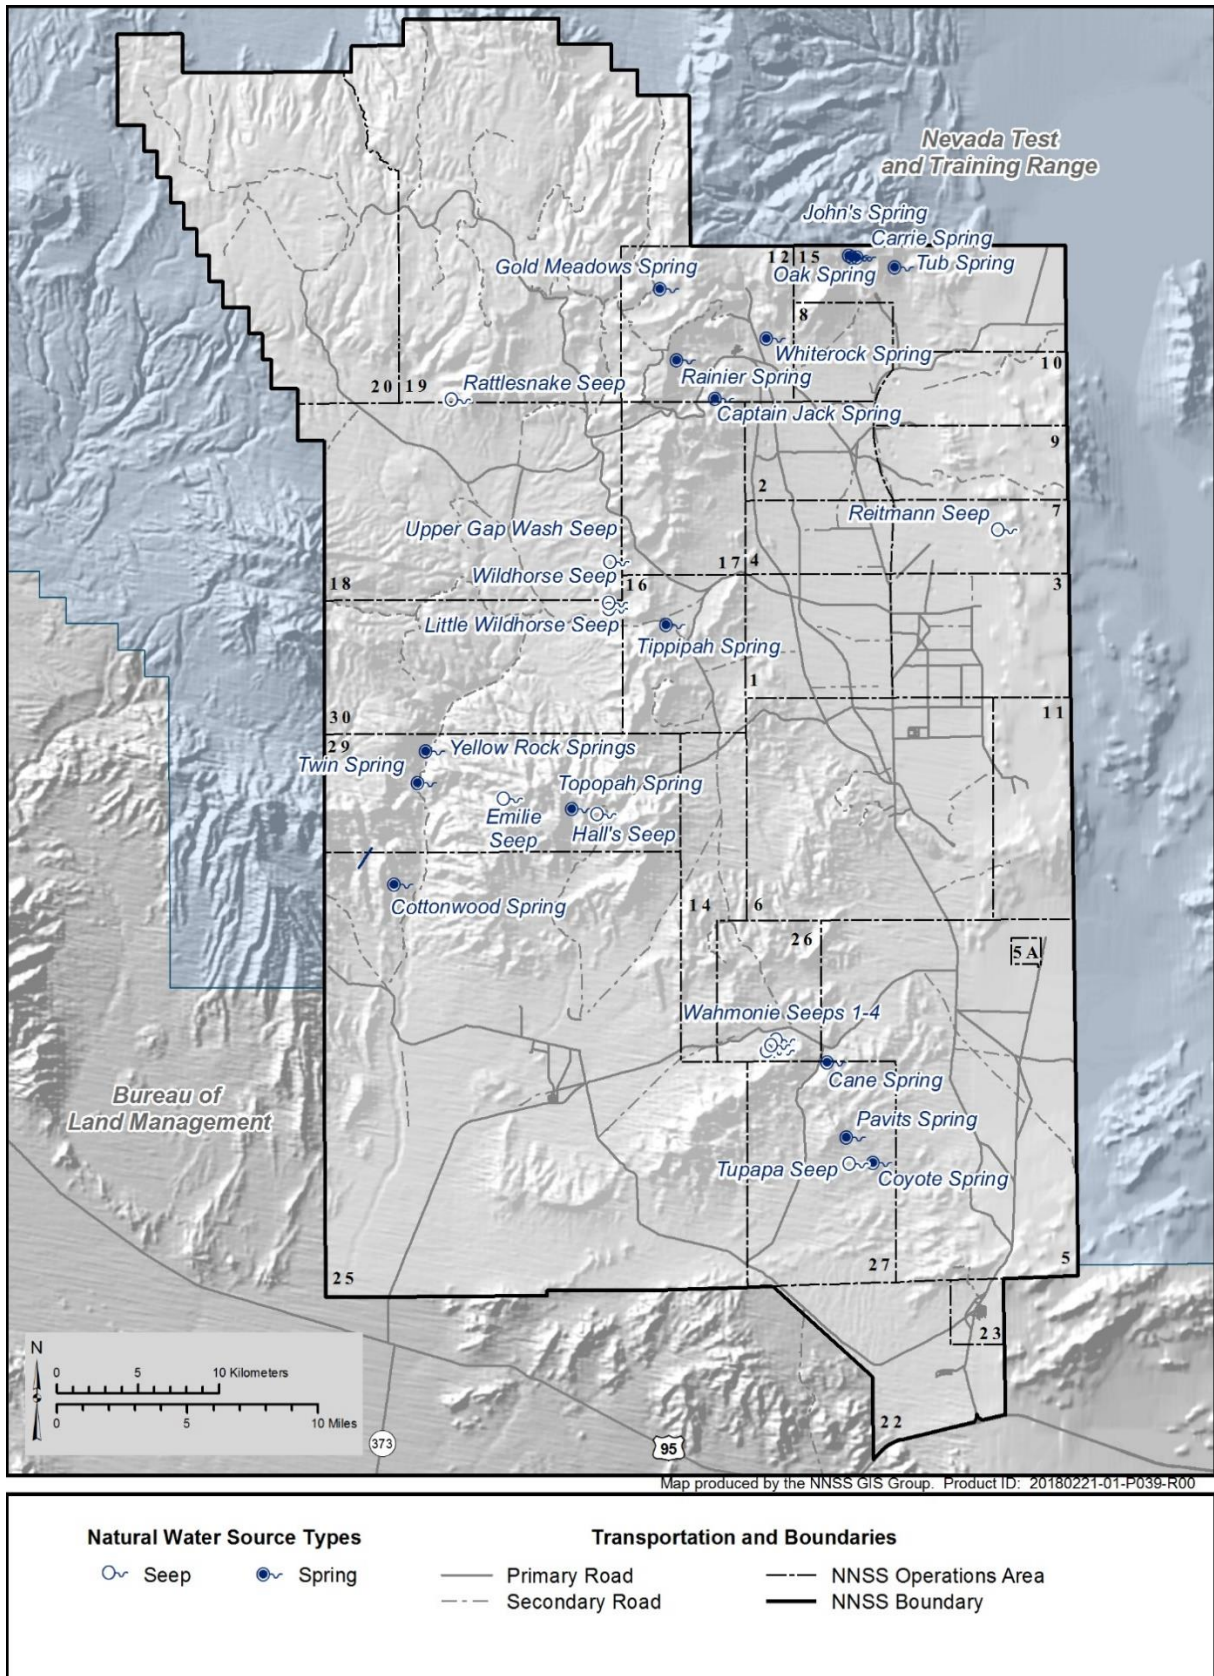 Nevada Test
and Training Range
John's Spring
Carrie Spring
12
15
Oak Spring
Tub Spring
Gold Meadows Spring
8
Whiterock Spring
10
Rainier Spring
20
19
Rattlesnake Seep
Captain Jack Spring
9
2
Reitmann Seep
7
Upper Gap Wash Seep
17
4
Wildhorse Seep
18
16
3
Little Wildhorse Seep
Tippipah Spring
1
11
30
29
Yellow Rock Springs
Twin Spring
Topopah Spring
Emilie
Seep
Hall's Seep
Cottonwood Spring
14
6
26
5A
Wahmonie Seeps 1-4
Cane Spring
Bureau of
Land Management
Pavits Spring
Tupapa Seep
Coyote Spring
25
27
5
23
22
N
0 5 10 Kilometers
0 5 10 Miles
373
95
Map produced by the NNSS GIS Group. Product ID: 20180221-01-P039-R00
Natural Water Source Types
Seep
Spring
Transportation and Boundaries
Primary Road
Secondary Road
NNSS Operations Area
NNSS Boundary